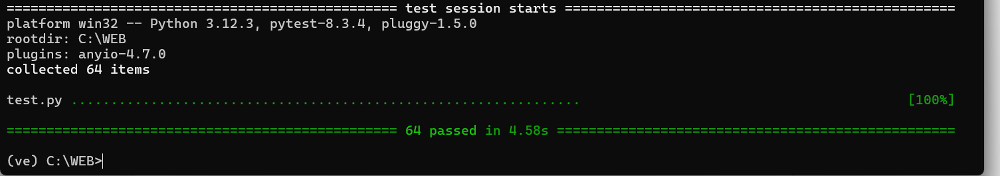 ============================================= test session starts =============================================
platform win32 -- Python 3.12.3, pytest-8.3.4, pluggy-1.5.0
rootdir: C:\WEB
plugins: anyio-4.7.0
collected 64 items
test.py ................................................................ [100%]
============================================= 64 passed in 4.58s ==============================================
(ve) C:\WEB>